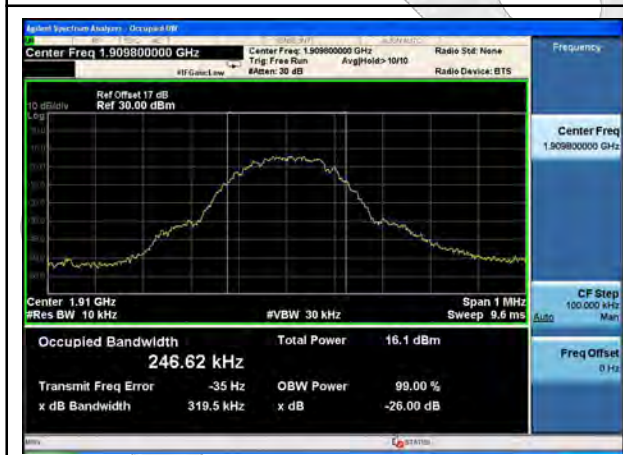 Agilent Spectrum Analyzer - Occupied BW
Center Freq 1.909800000 GHz
#IFGain:Low
Center Freq: 1.909800000 GHz
Trig: Free Run Avg|Hold:> 10/10
#Atten: 30 dB
Radio Std: None
Radio Device: BTS
Ref Offset 17 dB
10 dB/div Ref 30.00 dBm
Log
Center 1.91 GHz Span 1 MHz
#Res BW 10 kHz #VBW 30 kHz Sweep 9.6 ms
Occupied Bandwidth Total Power 16.1 dBm
246.62 kHz
Transmit Freq Error -35 Hz OBW Power 99.00 %
x dB Bandwidth 319.5 kHz x dB -26.00 dB
MSG STATUS
Frequency
Center Freq
1.909800000 GHz
CF Step
100.000 kHz
Auto Man
Freq Offset
0 Hz